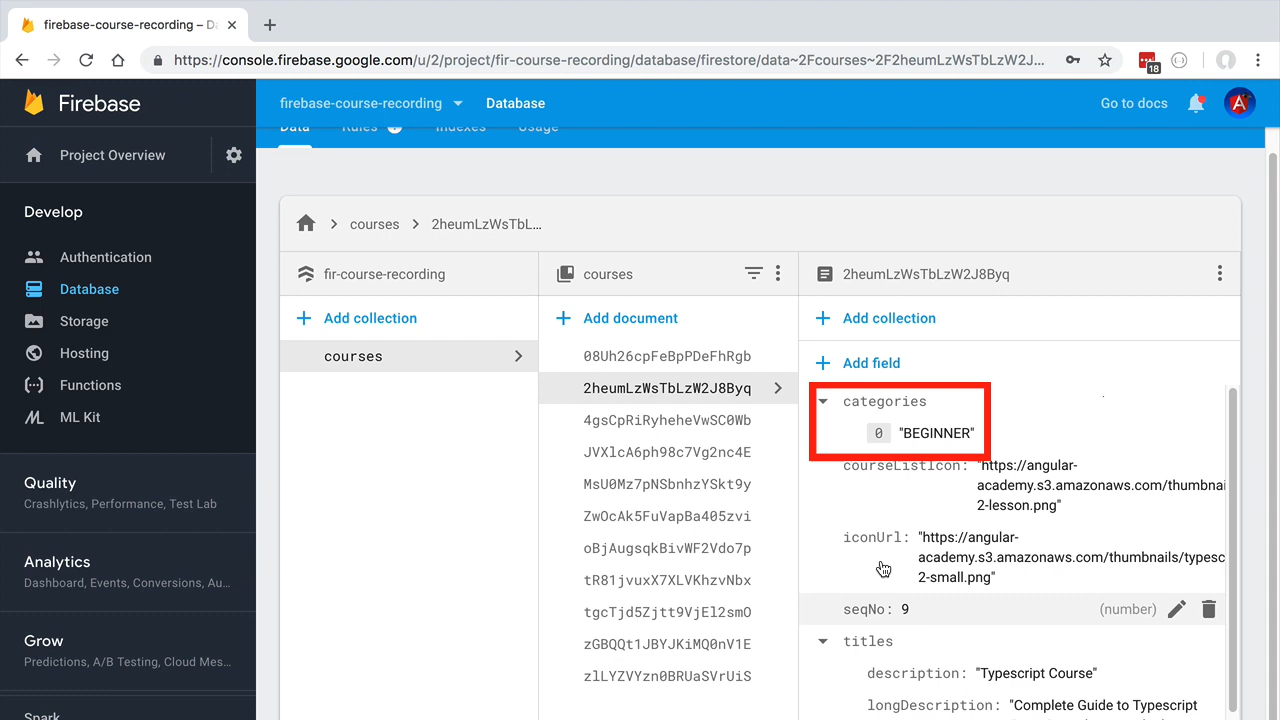 firebase-course-recording – Da
https://console.firebase.google.com/u/2/project/fir-course-recording/database/firestore/data~2Fcourses~2F2heumLzWsTbLzW2J...
18
Firebase
firebase-course-recording
Database
Go to docs
Project Overview
Data
Rules
Indexes
Usage
Develop
Authentication
Database
Storage
Hosting
Functions
ML Kit
Quality
Crashlytics, Performance, Test Lab
Analytics
Dashboard, Events, Conversions, Au...
Grow
Predictions, A/B Testing, Cloud Mes...
Spark
courses
2heumLzWsTbL...
fir-course-recording
Add collection
courses
courses
Add document
08Uh26cpFeBpPDeFhRgb
2heumLzWsTbLzW2J8Byq
4gsCpRiRyheheVwSC0Wb
JVXlcA6ph98c7Vg2nc4E
MsU0Mz7pNSbnhzYSkt9y
ZwOcAk5FuVapBa405zvi
oBjAugsqkBivWF2Vdo7p
tR81jvuxX7XLVKhzvNbx
tgcTjd5Zjtt9VjEl2smO
zGBQQt1JBYJKiMQ0nV1E
zlLYZVYzn0BRUaSVrUiS
2heumLzWsTbLzW2J8Byq
Add collection
Add field
categories
0 "BEGINNER"
courseListIcon: "https://angular-
academy.s3.amazonaws.com/thumbnai
2-lesson.png"
iconUrl: "https://angular-
academy.s3.amazonaws.com/thumbnails/typesc
2-small.png"
seqNo: 9
(number)
titles
description: "Typescript Course"
longDescription: "Complete Guide to Typescript